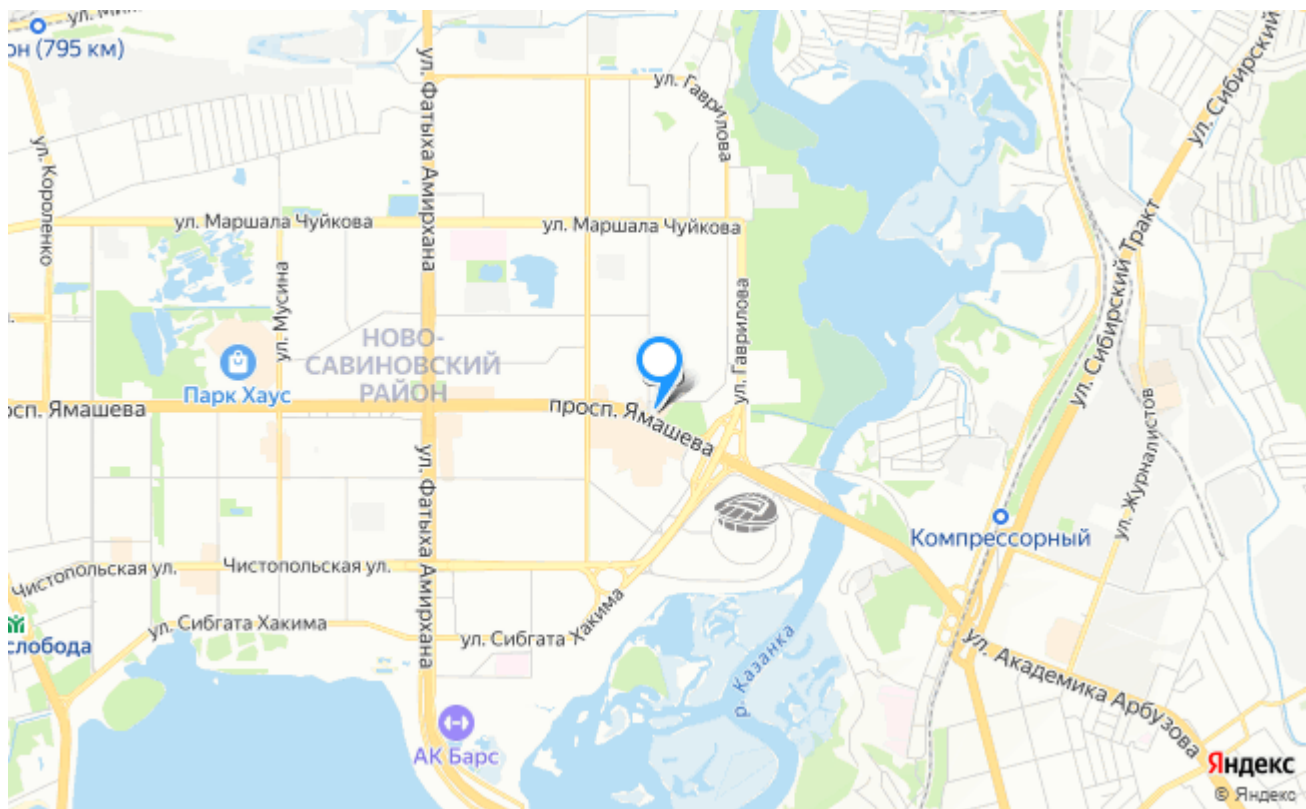 ул. Ми
он (795 км)
ул. Короленко
ул. Фатыха Амирхана
ул. Гаврилова
ул. Сибирский
ул. Маршала Чуйкова
ул. Маршала Чуйкова
ул. Мусина
ул. Гаврилова
ул. Сибирский Тракт
НОВО-
САВИНОВСКИЙ
РАЙОН
Парк Хаус
росп. Ямашева
просп. Ямашева
ул. Журналистов
ул. Фатыха Амирхана
Компрессорный
Чистопольская ул.
Чистопольская ул.
ул. Сибгата Хакима
ул. Сибгата Хакима
слобода
р. Казанка
ул. Академика Арбузова
АК Барс
Яндекс
© Яндекс